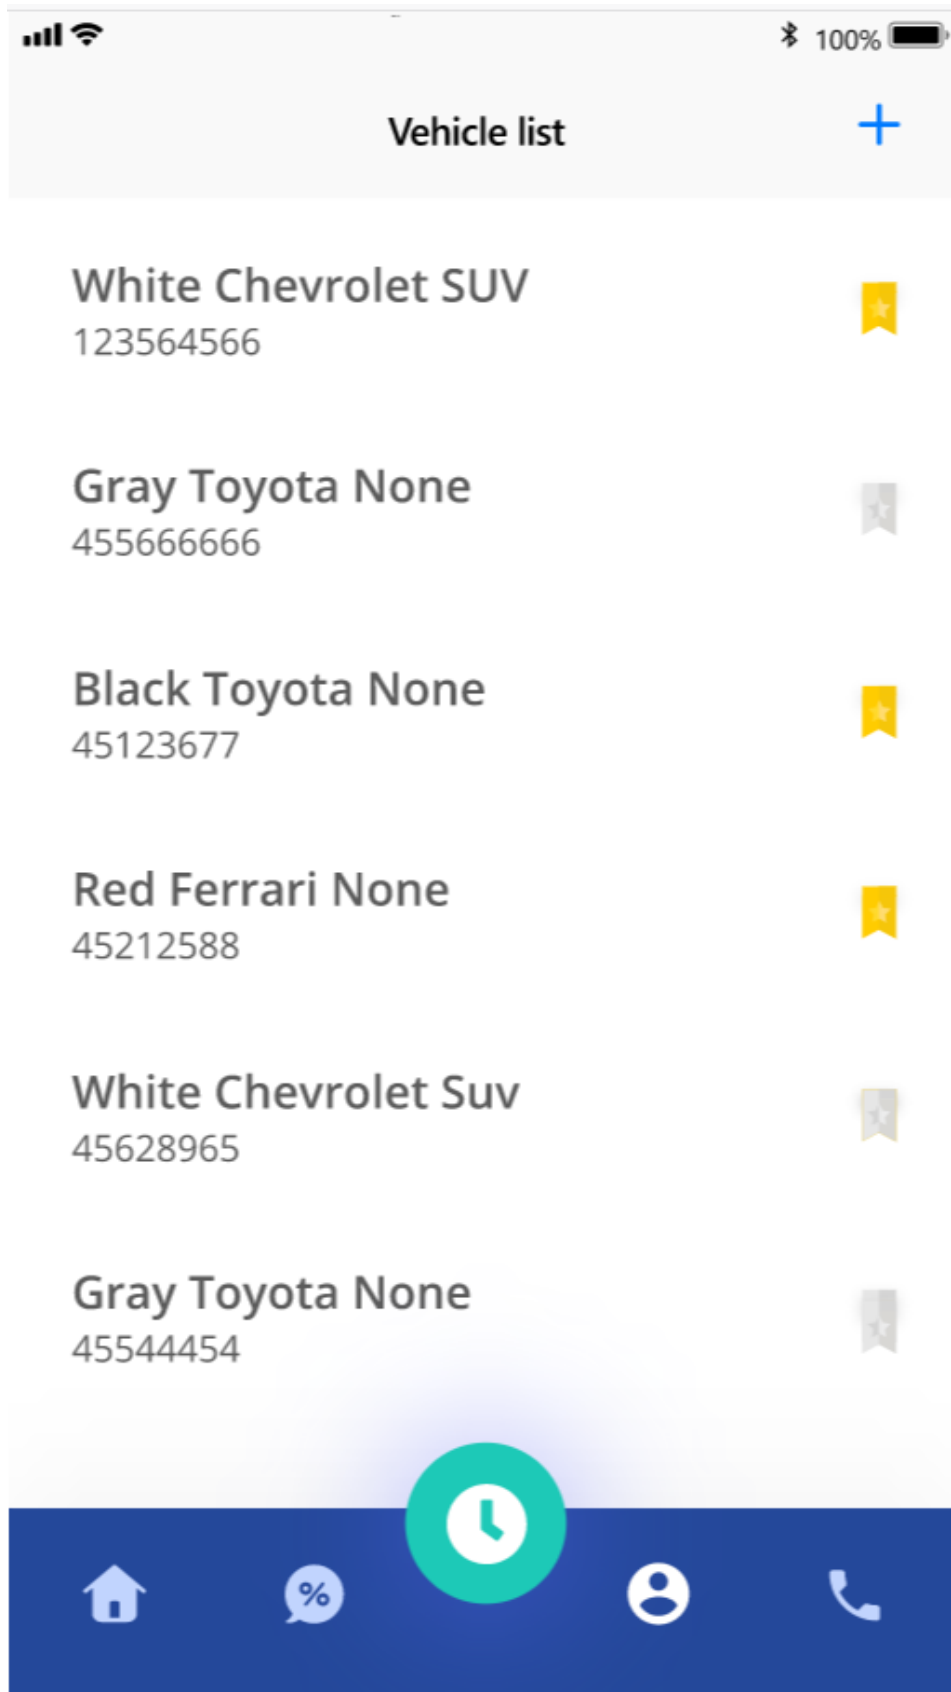 100%
Vehicle list
White Chevrolet SUV
123564566
Gray Toyota None
455666666
Black Toyota None
45123677
Red Ferrari None
45212588
White Chevrolet Suv
45628965
Gray Toyota None
45544454
%